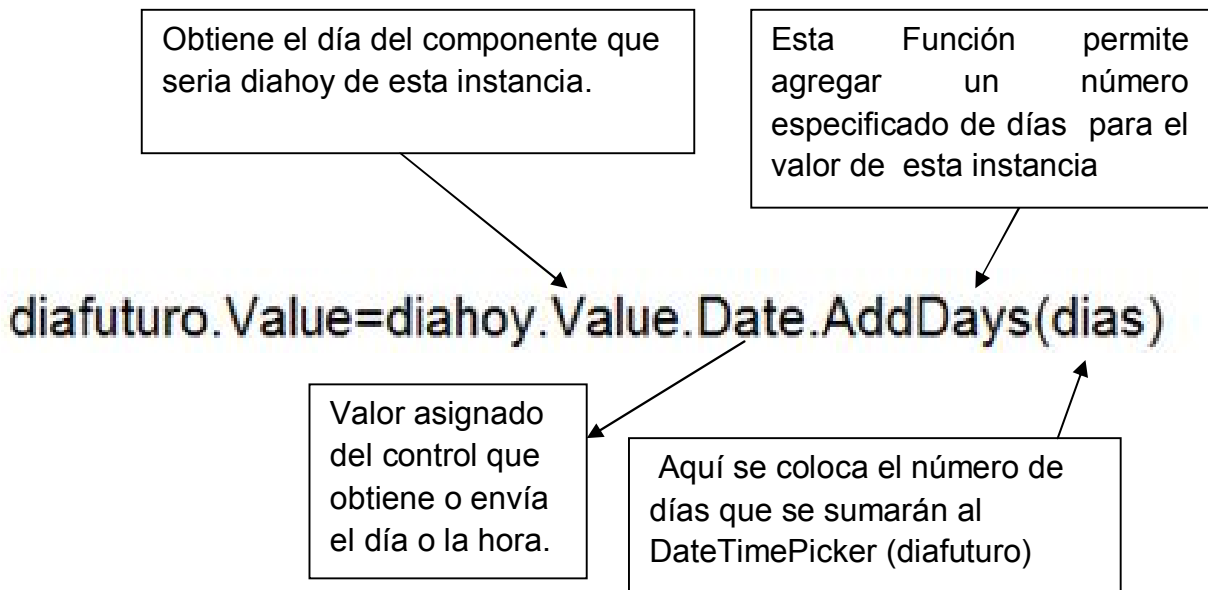 Obtiene el día del componente que
seria diahoy de esta instancia.
Esta Función permite
agregar un número
especificado de días para el
valor de esta instancia
diafuturo.Value=diahoy.Value.Date.AddDays(dias)
Valor asignado
del control que
obtiene o envía
el día o la hora.
Aquí se coloca el número de
días que se sumarán al
DateTimePicker (diafuturo)